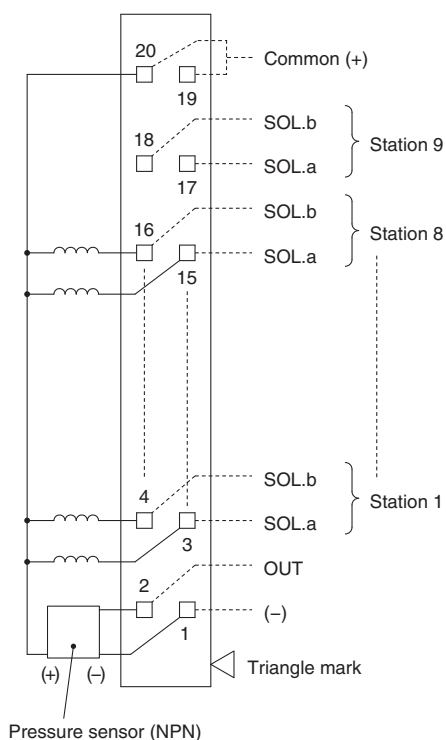 20
Common (+)
19
18
SOL.b
Station 9
SOL.a
17
16
SOL.b
Station 8
SOL.a
15
SOL.b
4
Station 1
SOL.a
3
OUT
2
(−)
1
Triangle mark
(+) (−)
Pressure sensor (NPN)